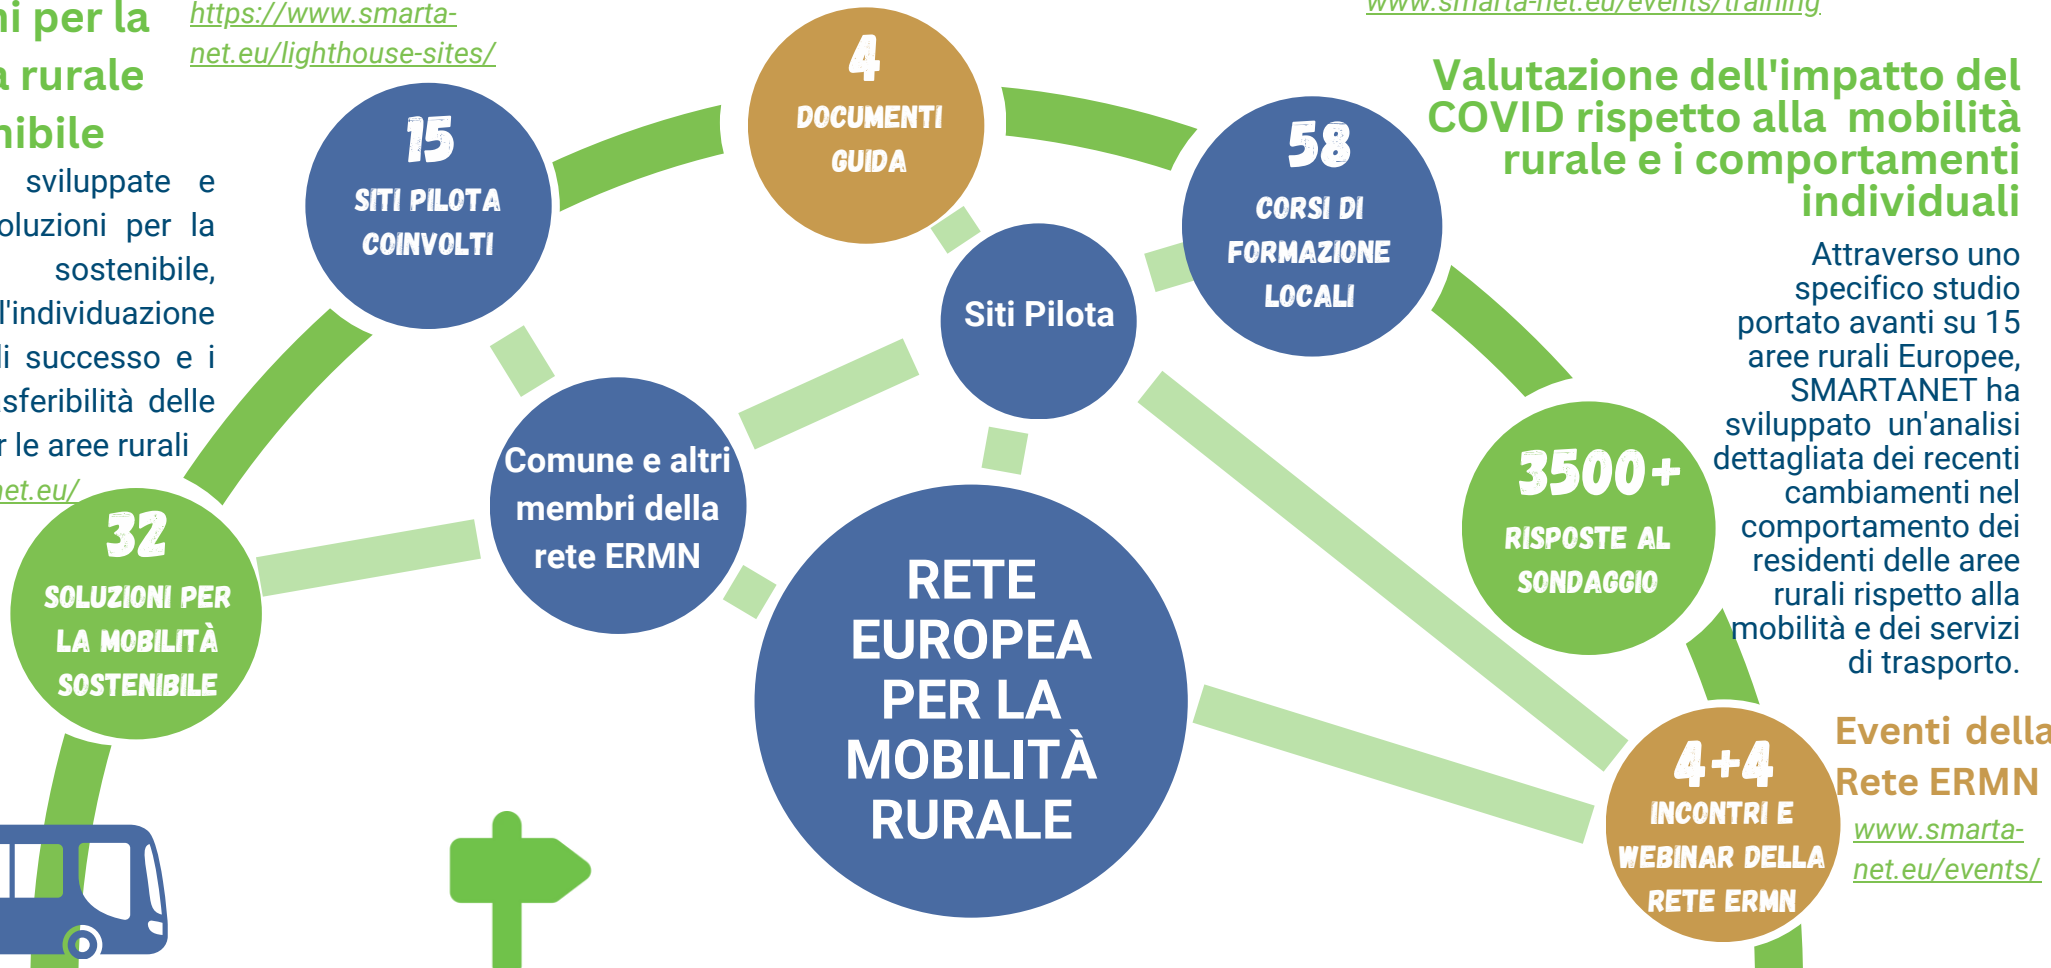 ni per la
a rurale
nibile
sviluppate e
oluzioni per la
sostenibile,
l'individuazione
di successo e i
sferibilità delle
r le aree rurali
net.eu/
https://www.smarta-
net.eu/lighthouse-sites/
www.smarta-net.eu/events/training
4
DOCUMENTI
GUIDA
15
SITI PILOTA
COINVOLTI
58
CORSI DI
FORMAZIONE
LOCALI
Siti Pilota
Valutazione dell'impatto del
COVID rispetto alla mobilità
rurale e i comportamenti
individuali
Attraverso uno
specifico studio
portato avanti su 15
aree rurali Europee,
SMARTANET ha
sviluppato un'analisi
dettagliata dei recenti
cambiamenti nel
comportamento dei
residenti delle aree
rurali rispetto alla
mobilità e dei servizi
di trasporto.
3500+
RISPOSTE AL
SONDAGGIO
Comune e altri
membri della
rete ERMN
32
SOLUZIONI PER
LA MOBILITÀ
SOSTENIBILE
RETE
EUROPEA
PER LA
MOBILITÀ
RURALE
4+4
INCONTRI E
WEBINAR DELLA
RETE ERMN
Eventi della
Rete ERMN
www.smarta-
net.eu/events/